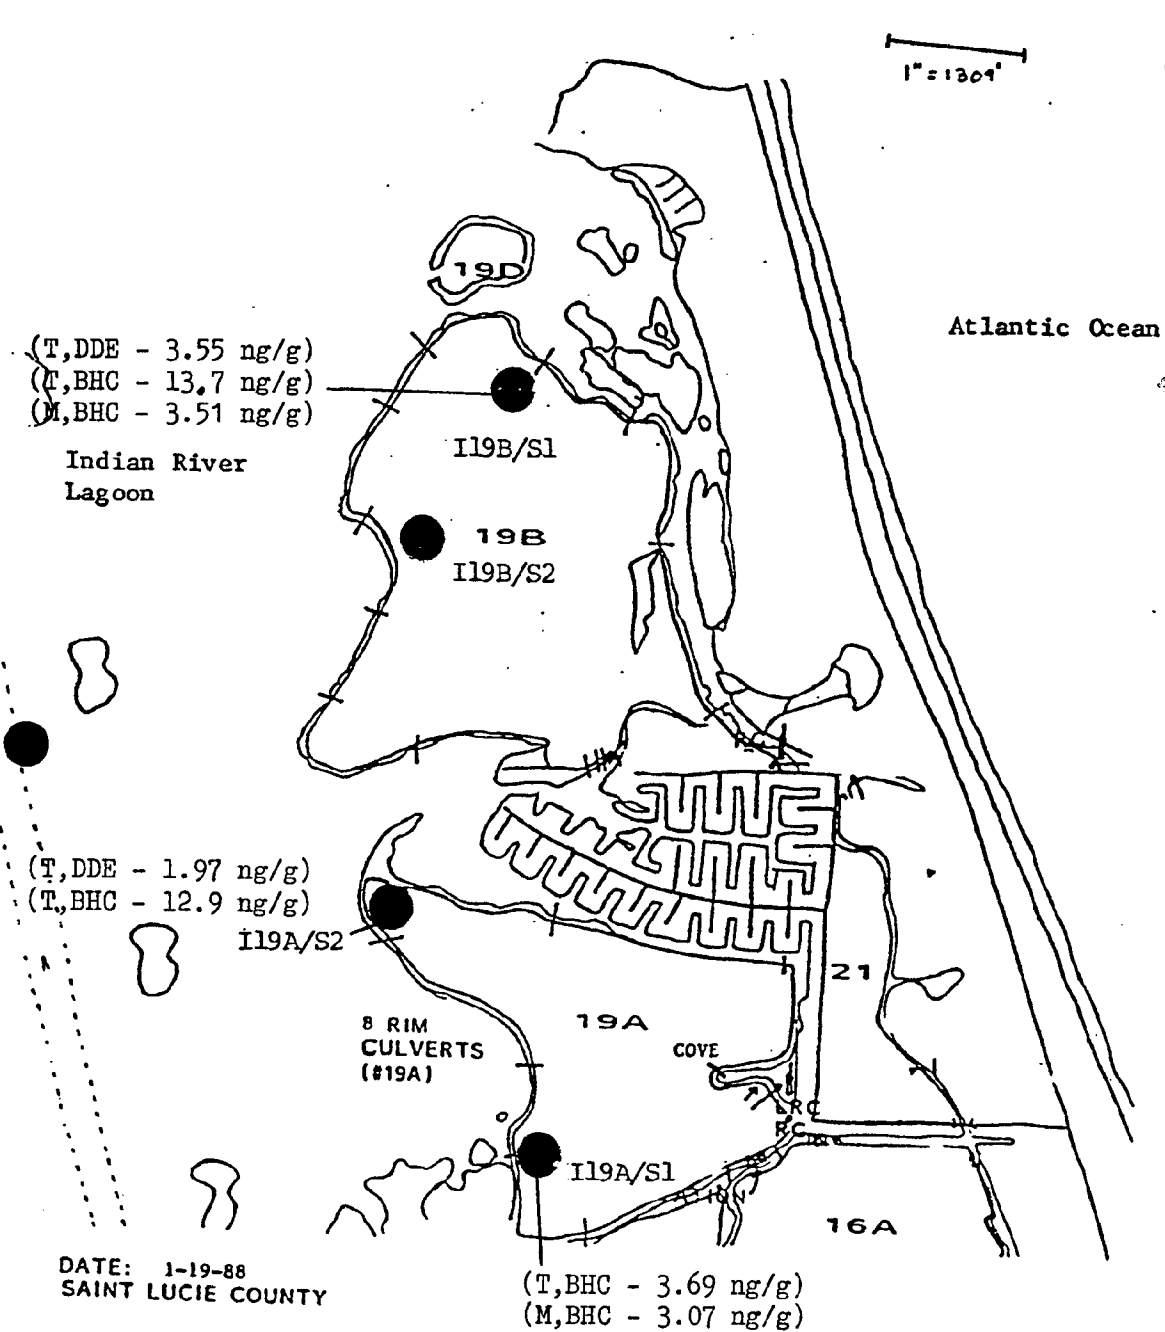 1"=1309'
19D
Atlantic Ocean
(T,DDE - 3.55 ng/g)
(T,BHC - 13.7 ng/g)
(M,BHC - 3.51 ng/g)
I19B/S1
Indian River
Lagoon
19B
I19B/S2
(T,DDE - 1.97 ng/g)
(T,BHC - 12.9 ng/g)
I19A/S2
21
19A
8 RIM
CULVERTS
(#19A)
COVE
LRC
RC
I19A/S1
16A
DATE: 1-19-88
SAINT LUCIE COUNTY
(T,BHC - 3.69 ng/g)
(M,BHC - 3.07 ng/g)